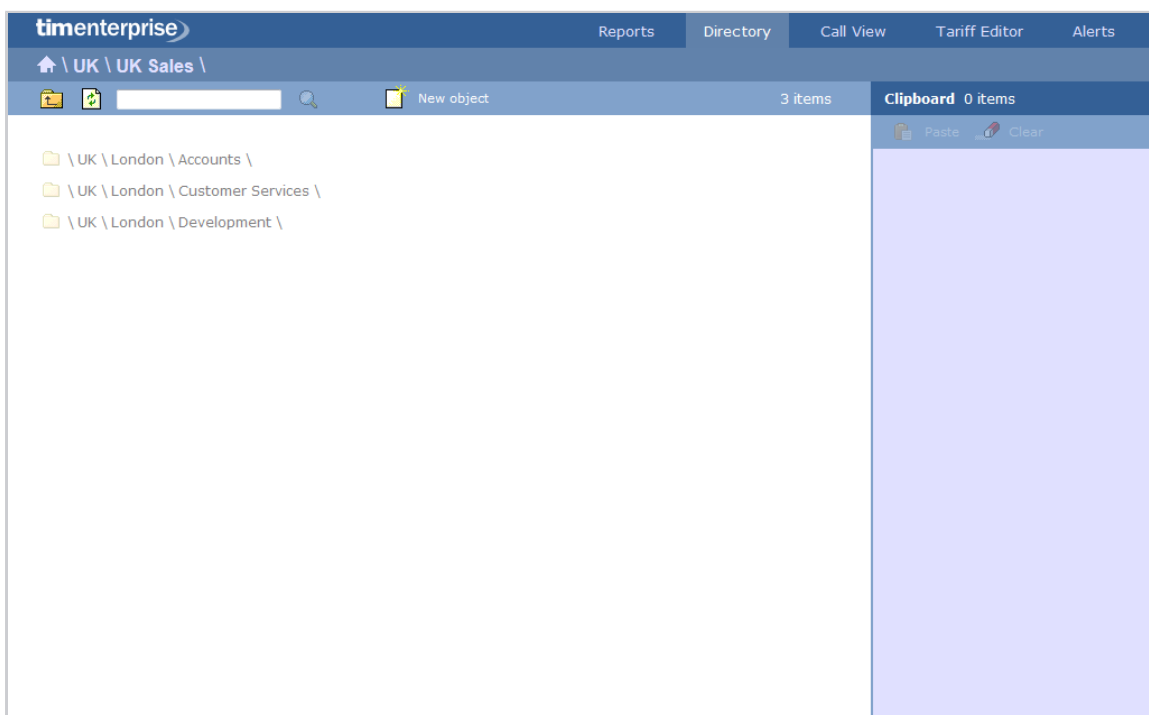 timenterprise
Reports Directory Call View Tariff Editor Alerts
\ UK \ UK Sales \
New object 3 items Clipboard 0 items
Paste Clear
\ UK \ London \ Accounts \
\ UK \ London \ Customer Services \
\ UK \ London \ Development \